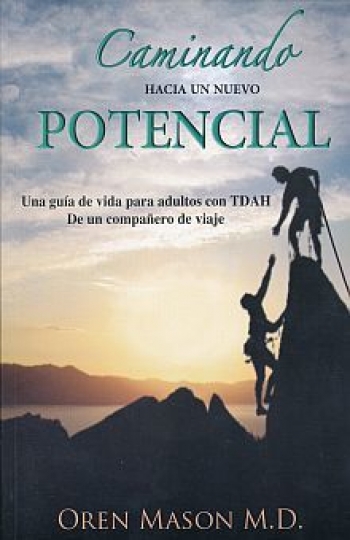 Caminando
HACIA UN NUEVO
POTENCIAL
Una guía de vida para adultos con TDAH
De un compañero de viaje
OREN MASON M.D.